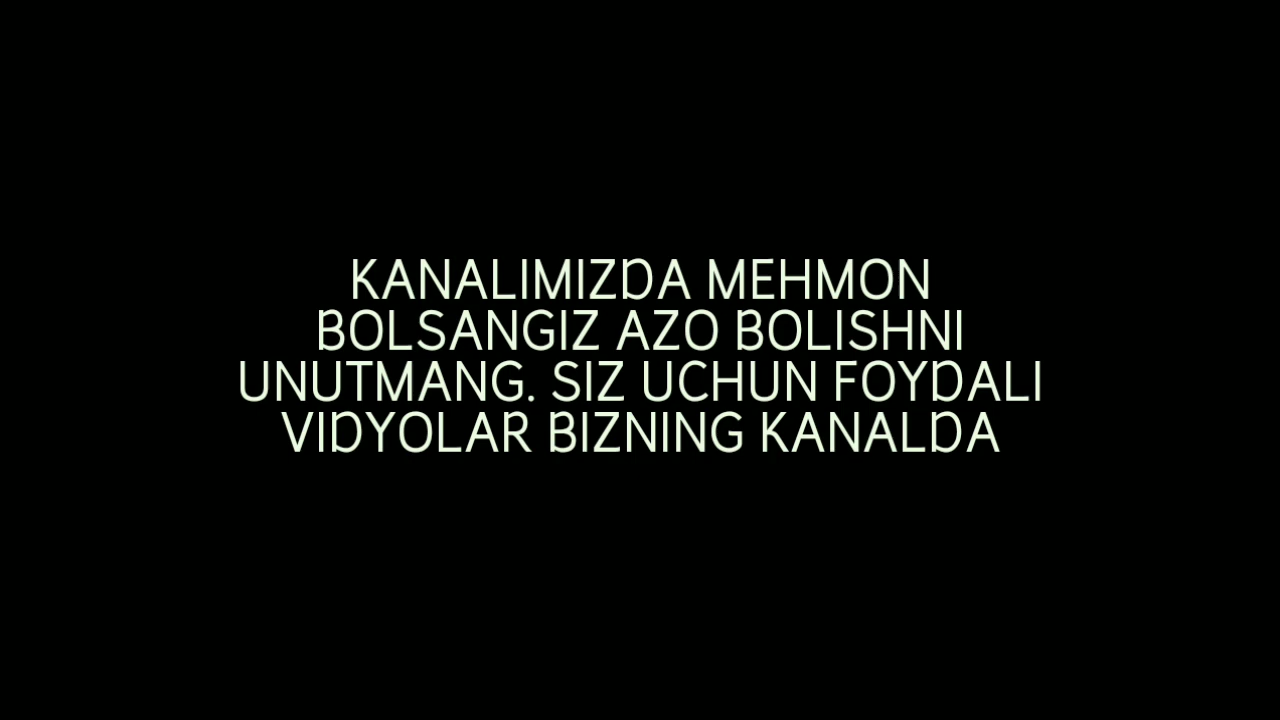 KANALIMIZDA MEHMON
BOLSANGIZ AZO BOLISHNI
UNUTMANG. SIZ UCHUN FOYDALI
VIDYOLAR BIZNING KANALDA